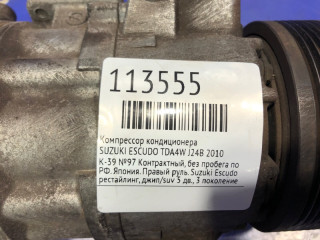 113555
Компрессор кондиционера
SUZUKI ESCUDO TDA4W J24B 2010
К-39 №97 Контрактный, без пробега по
РФ. Япония. Правый руль. Suzuki Escudo
рестайлинг, джип/suv 5 дв., 3 поколение